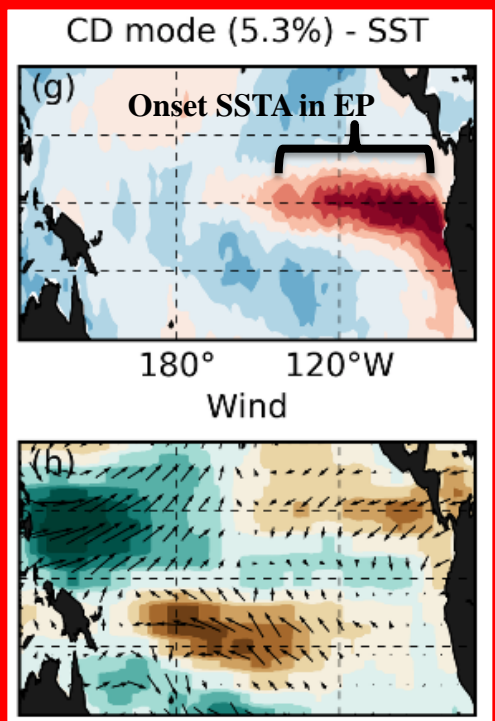 CD mode (5.3%) - SST
(g)
Onset SSTA in EP
180° 120°W
Wind
(h)